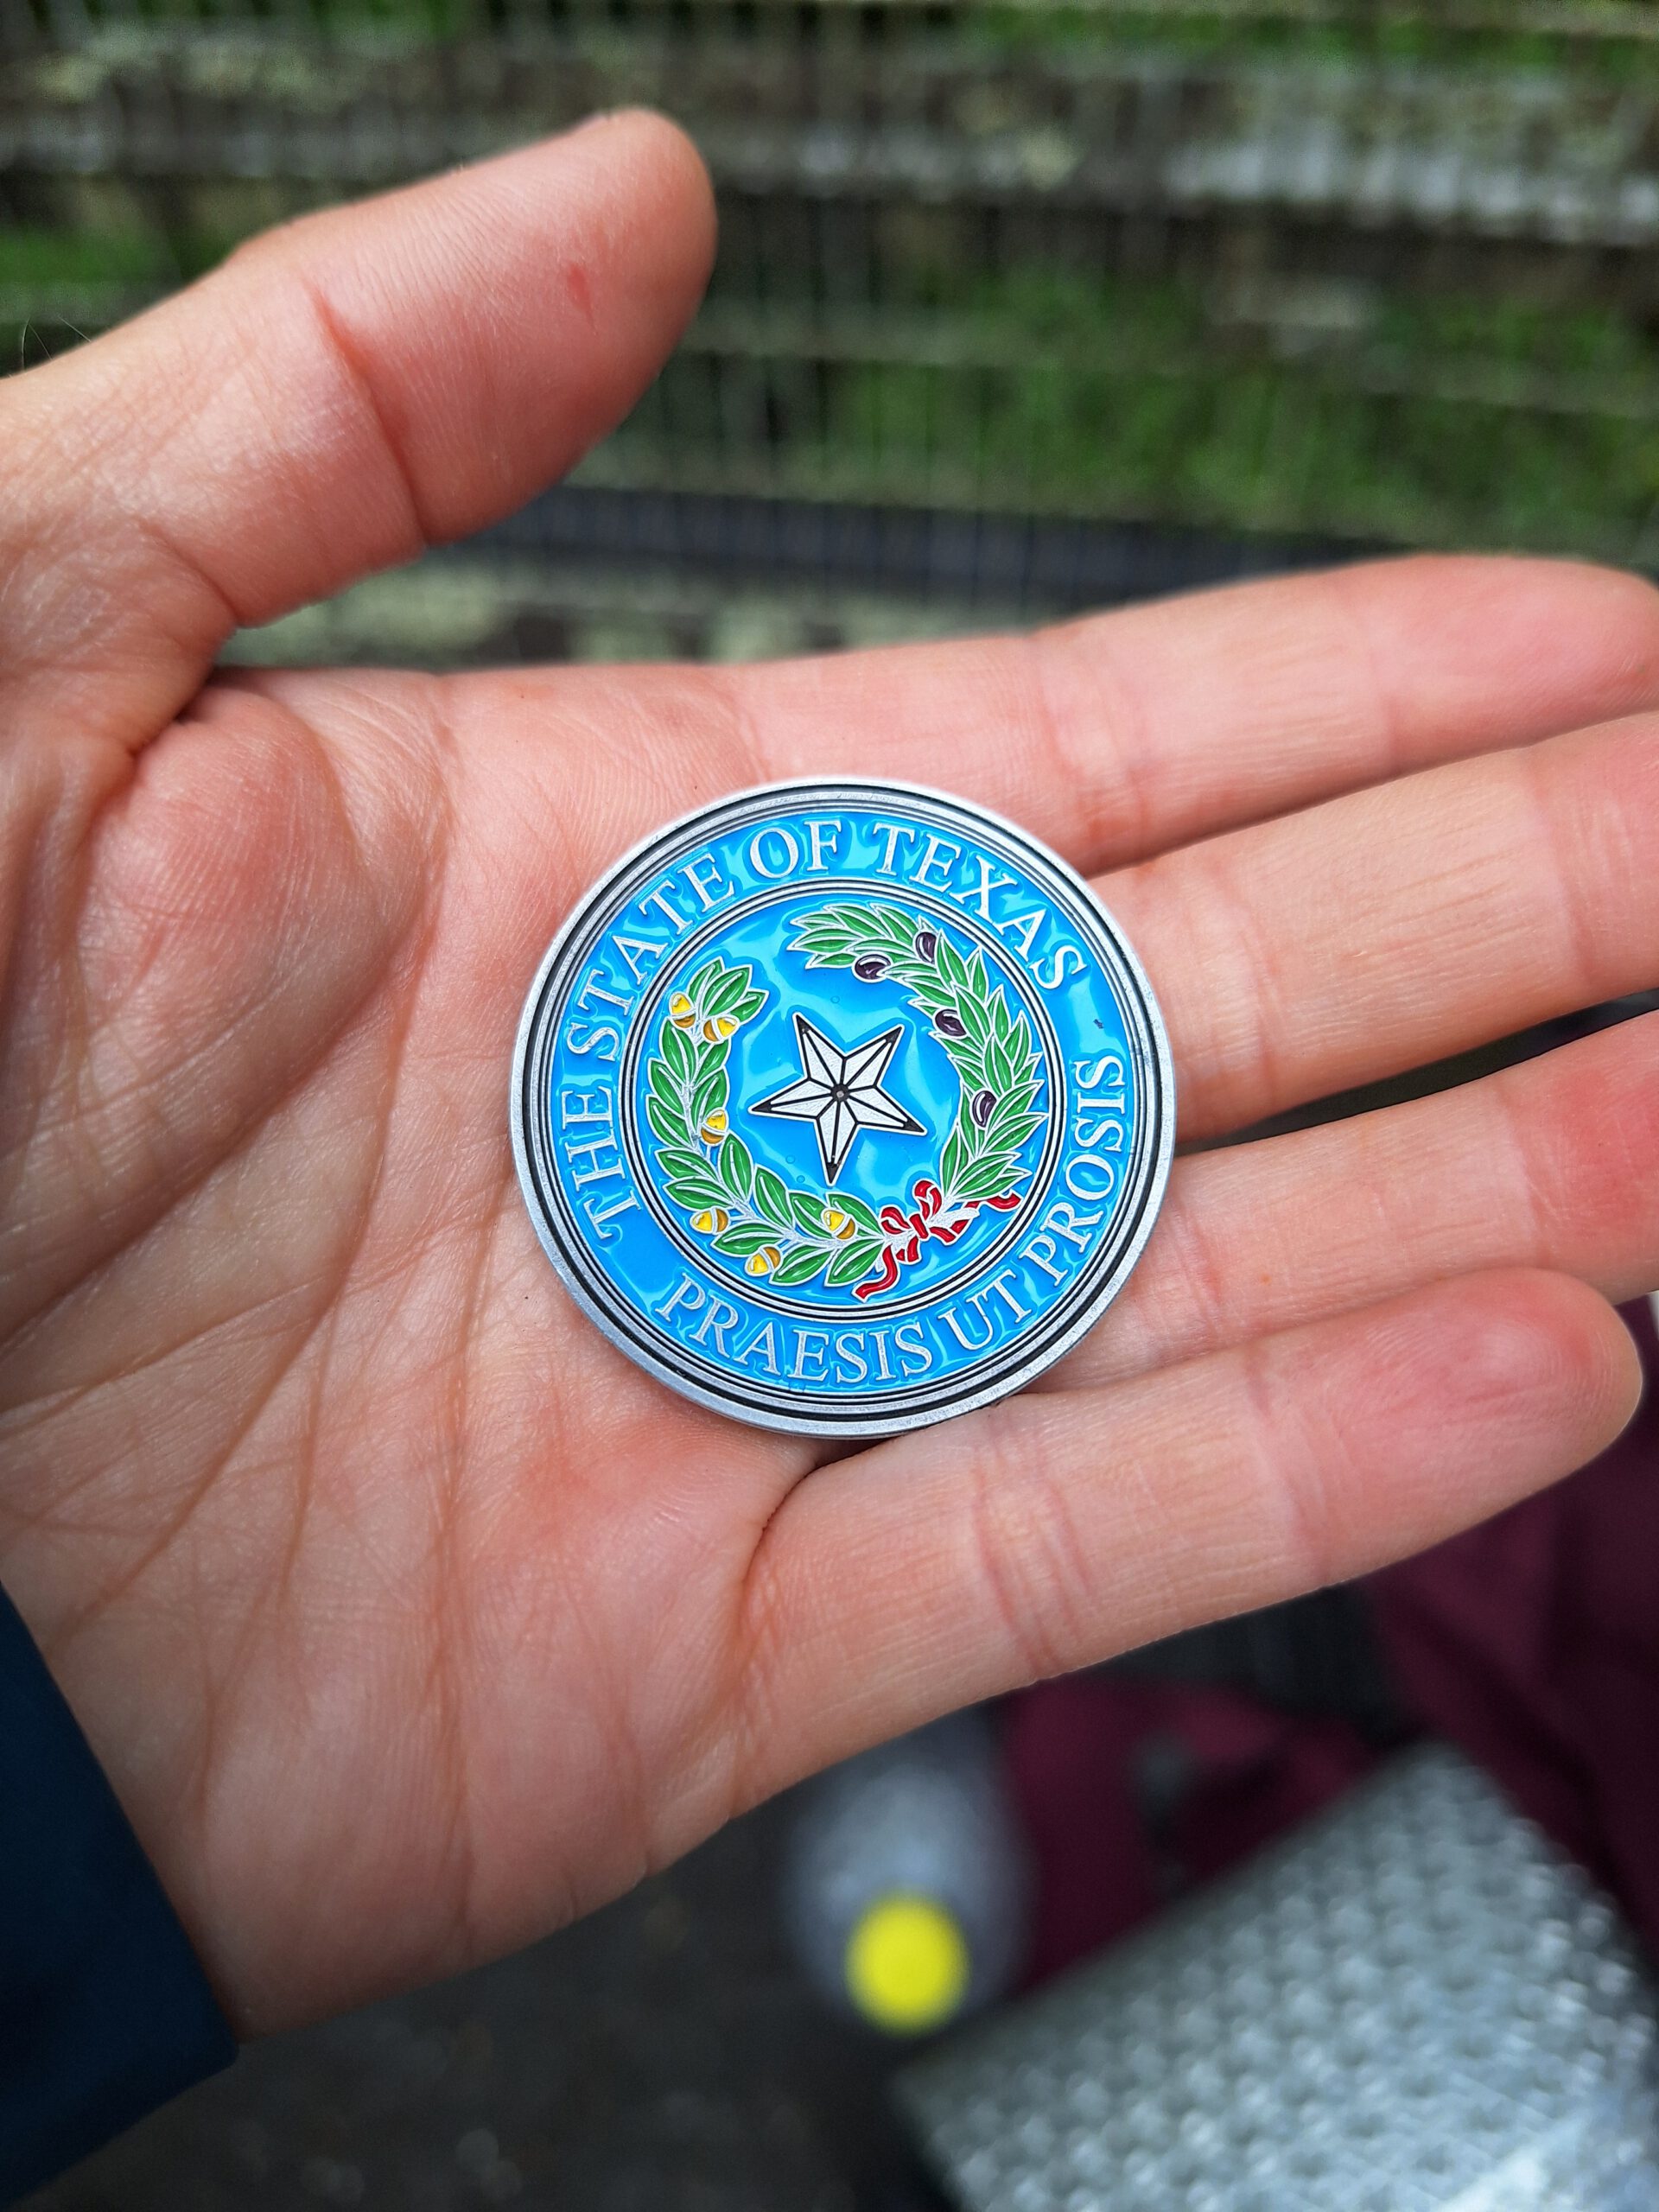 THE STATE OF TEXAS
PRAESIS UT PROSIS